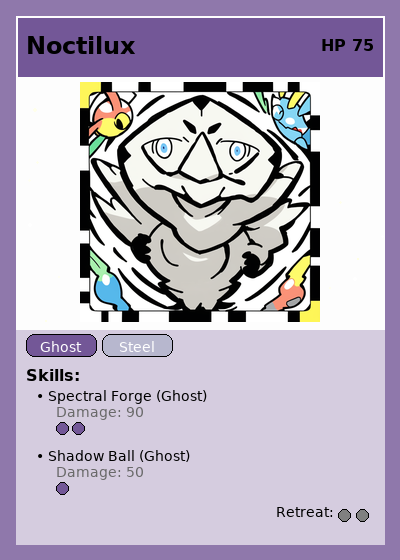 Noctilux
HP 75
Ghost
Steel
Skills:
• Spectral Forge (Ghost)
Damage: 90
• Shadow Ball (Ghost)
Damage: 50
Retreat: